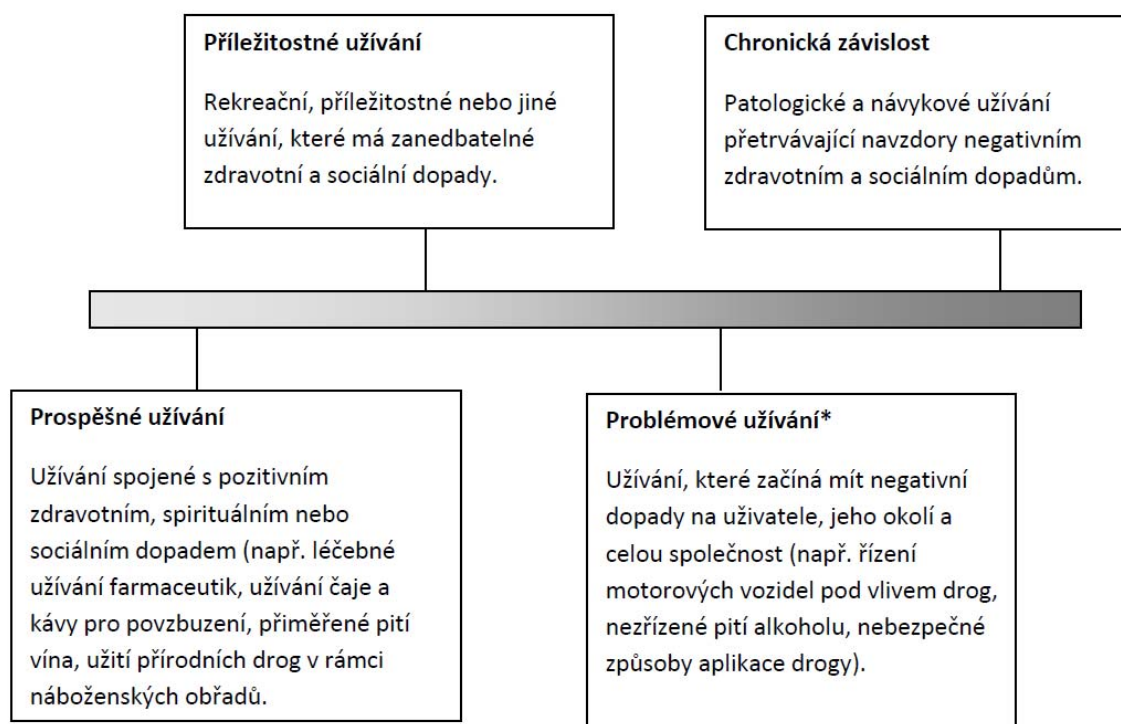 Příležitostné užívání
Rekreační, příležitostné nebo jiné
užívání, které má zanedbatelné
zdravotní a sociální dopady.
Chronická závislost
Patologické a návykové užívání
přetrvávající navzdory negativním
zdravotním a sociálním dopadům.
Prospěšné užívání
Užívání spojené s pozitivním
zdravotním, spirituálním nebo
sociálním dopadem (např. léčebné
užívání farmaceutik, užívání čaje a
kávy pro povzbuzení, přiměřené pití
vína, užití přírodních drog v rámci
náboženských obřadů.
Problémové užívání*
Užívání, které začíná mít negativní
dopady na uživatele, jeho okolí a
celou společnost (např. řízení
motorových vozidel pod vlivem drog,
nezřízené pití alkoholu, nebezpečné
způsoby aplikace drogy).